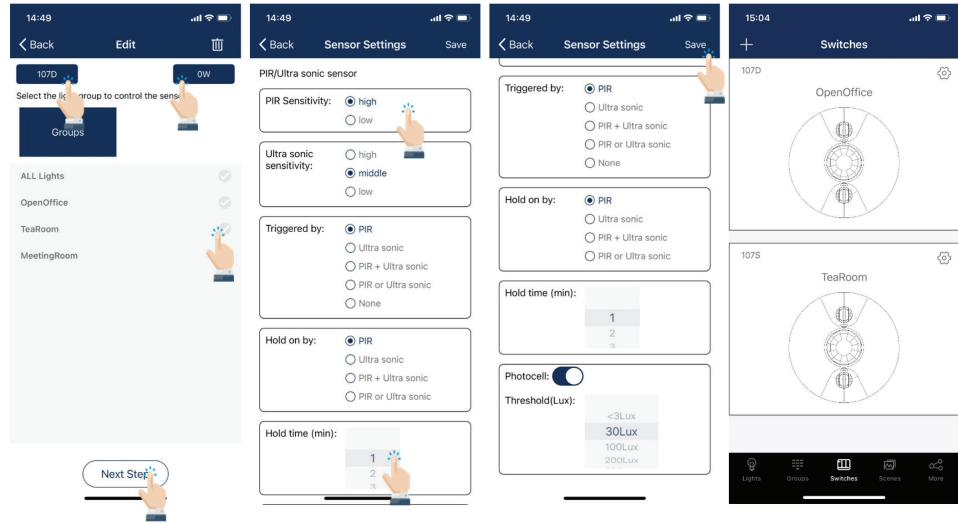 14:49
Back
Edit
107D
0W
Select the light group to control the sensor
Groups
ALL Lights
OpenOffice
TeaRoom
MeetingRoom
Next Step
14:49
Back
Sensor Settings
Save
PIR/Ultra sonic sensor
PIR Sensitivity:
high
low
Ultra sonic
sensitivity:
high
middle
low
Triggered by:
PIR
Ultra sonic
PIR + Ultra sonic
PIR or Ultra sonic
None
Hold on by:
PIR
Ultra sonic
PIR + Ultra sonic
PIR or Ultra sonic
Hold time (min):
1
2
3
14:49
Back
Sensor Settings
Save
Triggered by:
PIR
Ultra sonic
PIR + Ultra sonic
PIR or Ultra sonic
None
Hold on by:
PIR
Ultra sonic
PIR + Ultra sonic
PIR or Ultra sonic
Hold time (min):
1
2
3
Photocell:
Threshold(Lux):
<3Lux
30Lux
100Lux
200Lux
15:04
Switches
107D
OpenOffice
107S
TeaRoom
Lights
Groups
Switches
Scenes
More